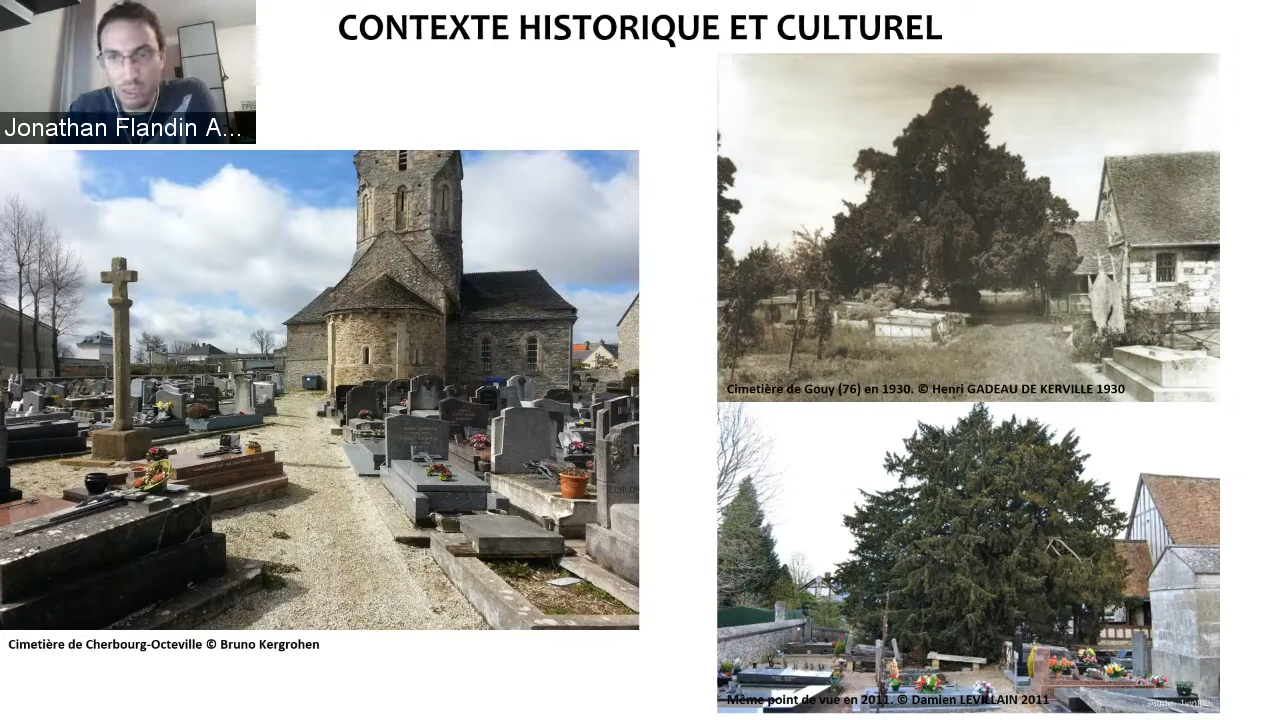 CONTEXTE HISTORIQUE ET CULTUREL
Jonathan Flandin A...
Cimetière de Gouy (76) en 1930. © Henri GADEAU DE KERVILLE 1930
Cimetière de Cherbourg-Octeville © Bruno Kergrohen
Même point de vue en 2011. © Damien LEVILLAIN 2011